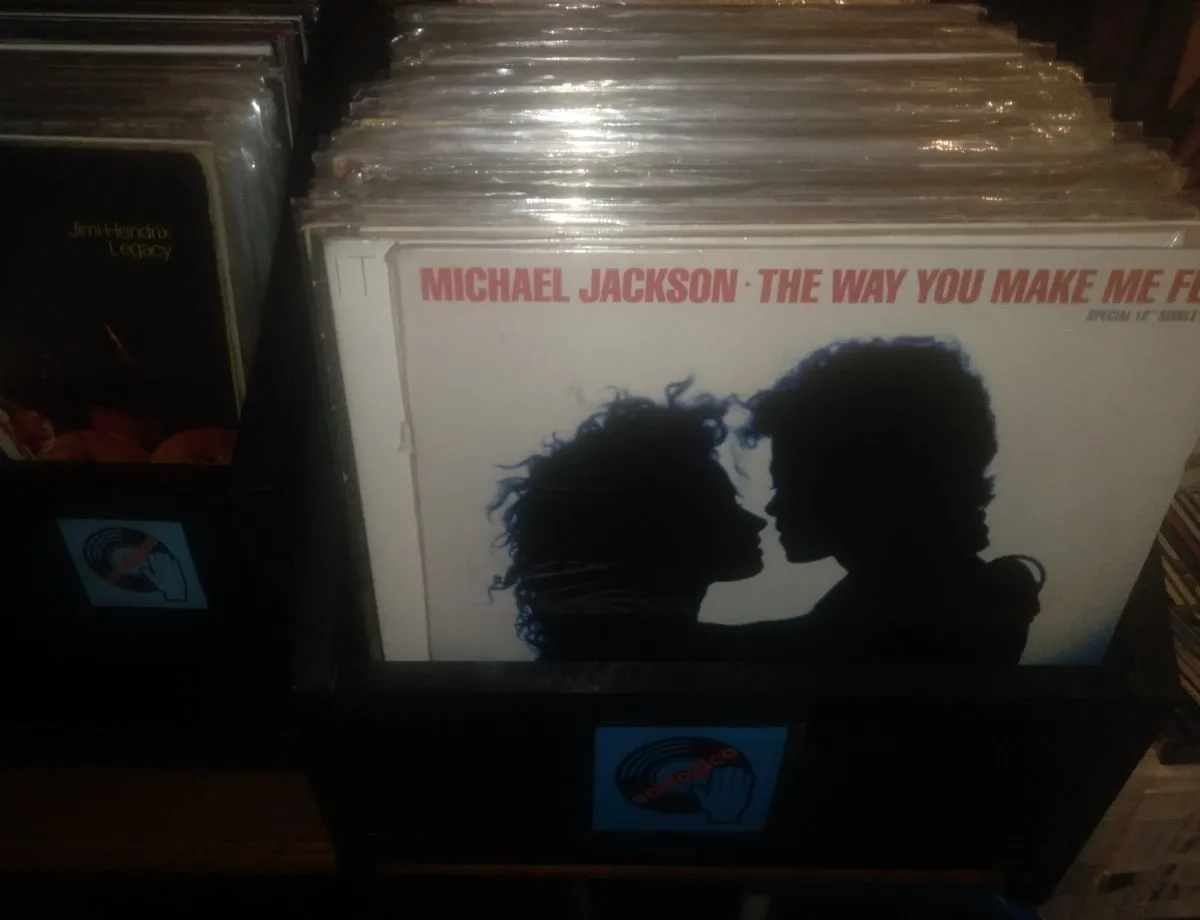 Jimi Hendrix
Legacy
MICHAEL JACKSON · THE WAY YOU MAKE ME FE
SPECIAL 12" SINGLE